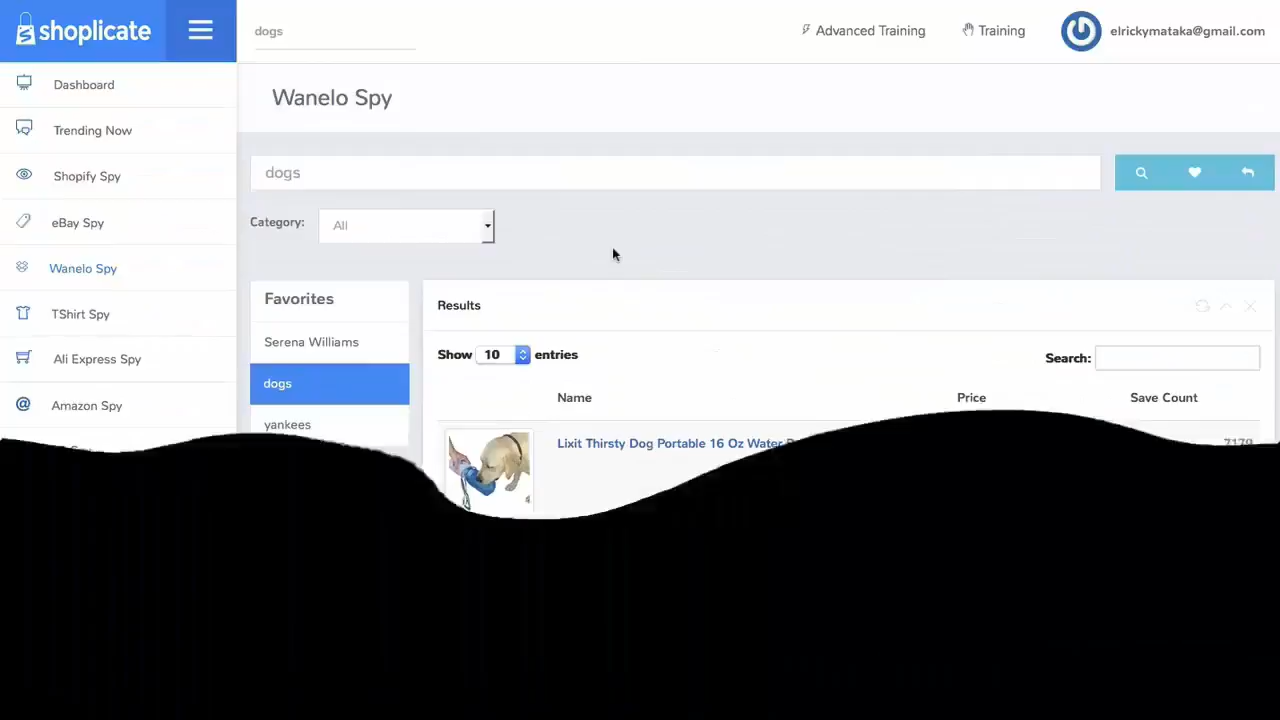 shoplicate
dogs
Advanced Training
Training
elrickymataka@gmail.com
Dashboard
Trending Now
Shopify Spy
eBay Spy
Wanelo Spy
TShirt Spy
Ali Express Spy
Amazon Spy
Wanelo Spy
dogs
Category:
All
Favorites
Serena Williams
dogs
yankees
Results
Show 10 entries
Search:
Name
Price
Save Count
Lixit Thirsty Dog Portable 16 Oz Water